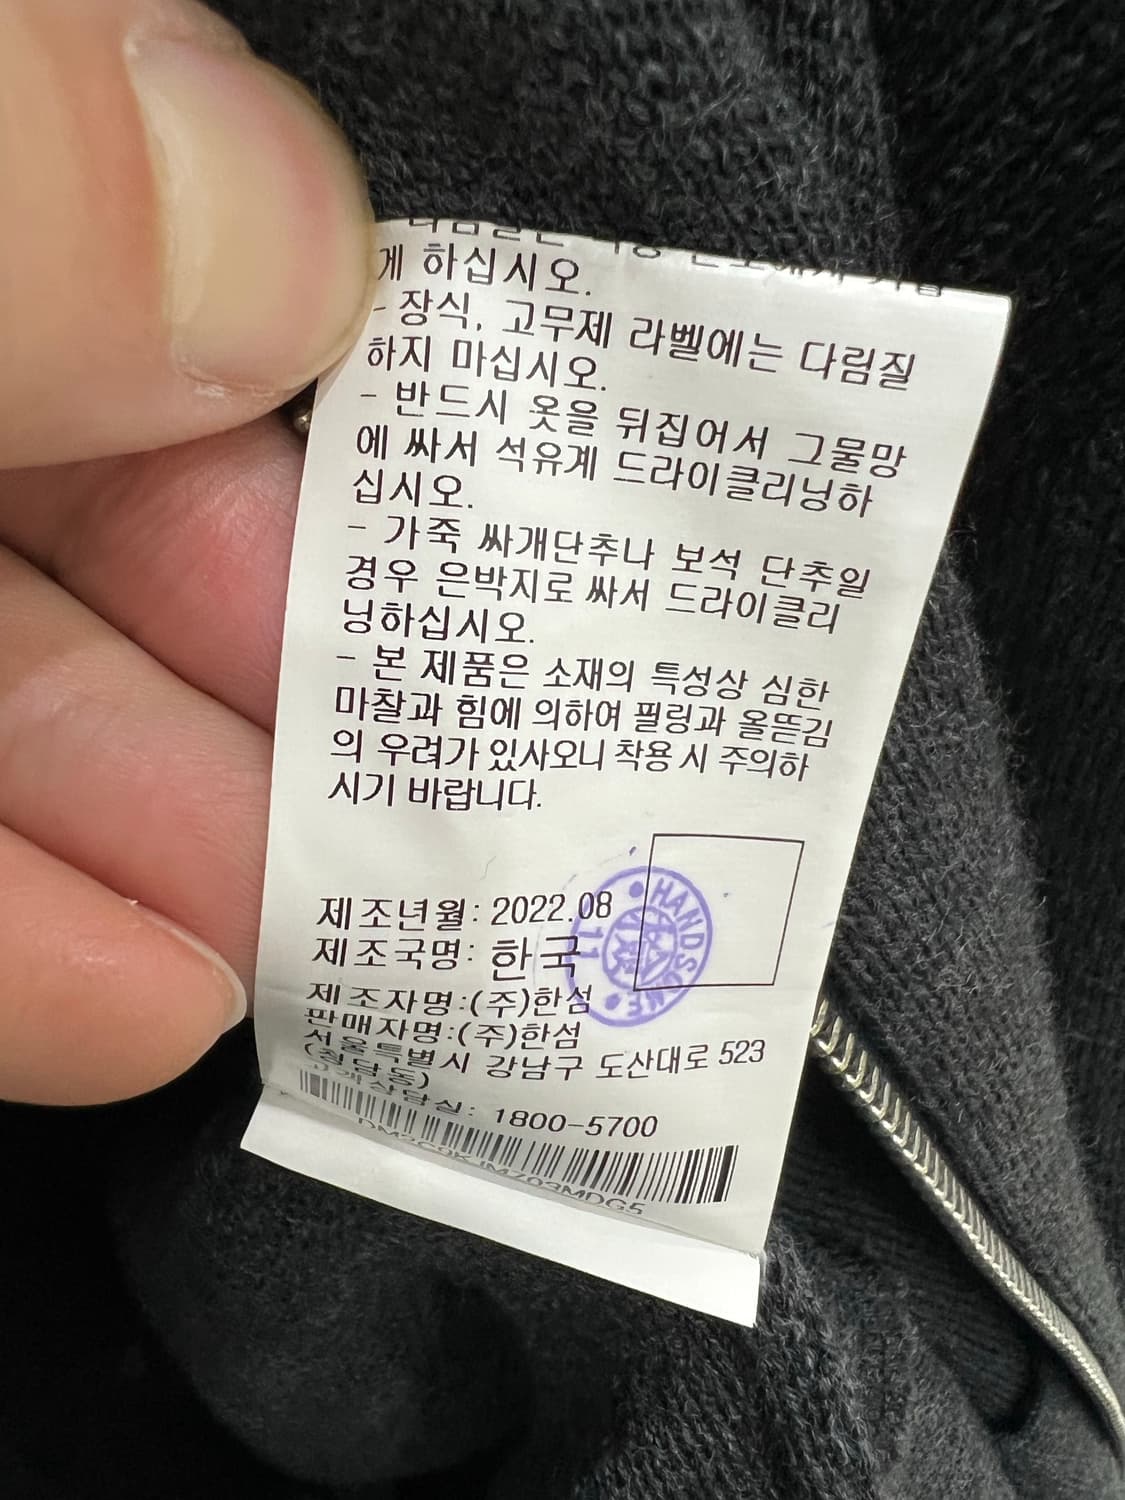 게 하십시오.
- 장식, 고무제 라벨에는 다림질
하지 마십시오.
- 반드시 옷을 뒤집어서 그물망
에 싸서 석유계 드라이클리닝하
십시오.
- 가죽 싸개단추나 보석 단추일
경우 은박지로 싸서 드라이클리
닝하십시오.
- 본 제품은 소재의 특성상 심한
마찰과 힘에 의하여 필링과 올뜯김
의 우려가 있사오니 착용 시 주의하
시기 바랍니다.
제조년월: 2022.08
제조국명: 한국
HANDSOME
11
제조자명:(주)한섬
판매자명:(주)한섬
서울특별시 강남구 도산대로 523
(청담동)
고객상담실: 1800-5700